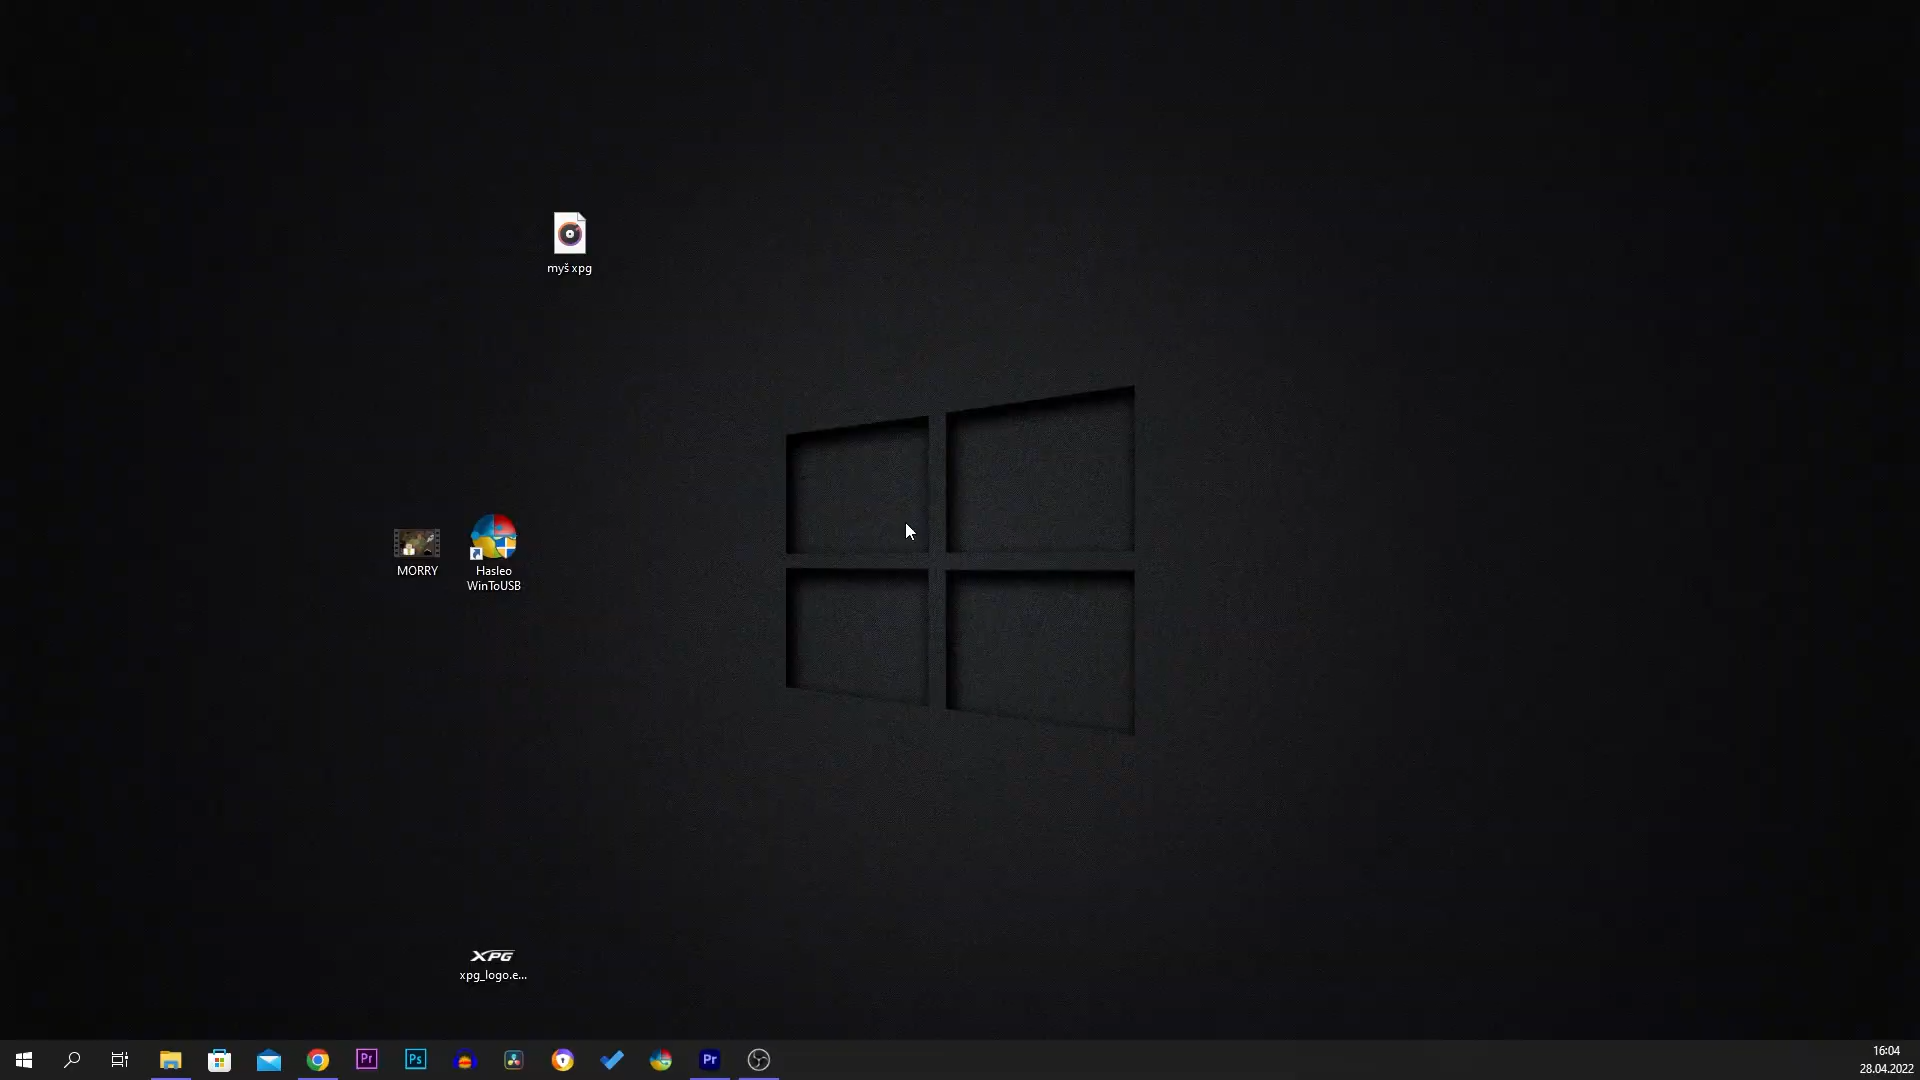 myš xpg
MORRY
Hasleo
WinToUSB
XPG
xpg_logo.e...
Pr
Ps
Pr
16:04
28.04.2022